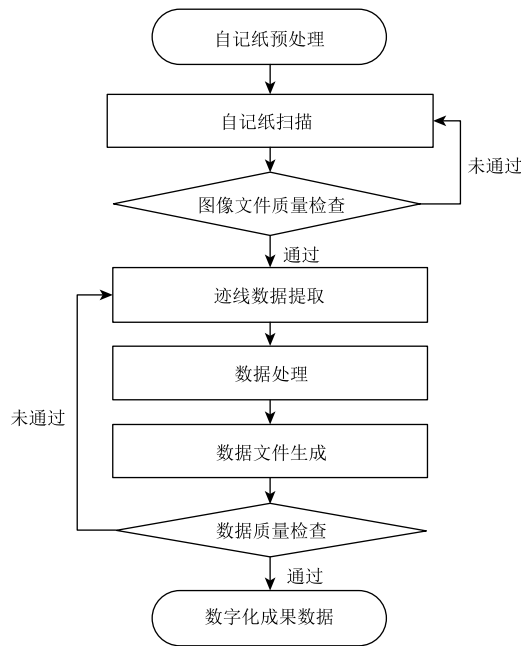 自记纸预处理
自记纸扫描
未通过
图像文件质量检查
通过
迹线数据提取
数据处理
未通过
数据文件生成
数据质量检查
通过
数字化成果数据